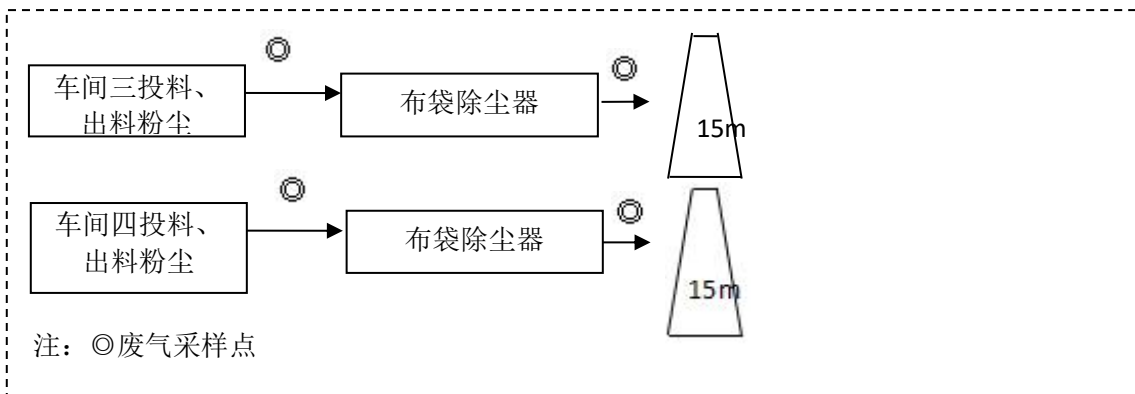 ◎
◎
车间三投料、
出料粉尘
布袋除尘器
15m
◎
◎
车间四投料、
出料粉尘
布袋除尘器
15m
注：◎废气采样点